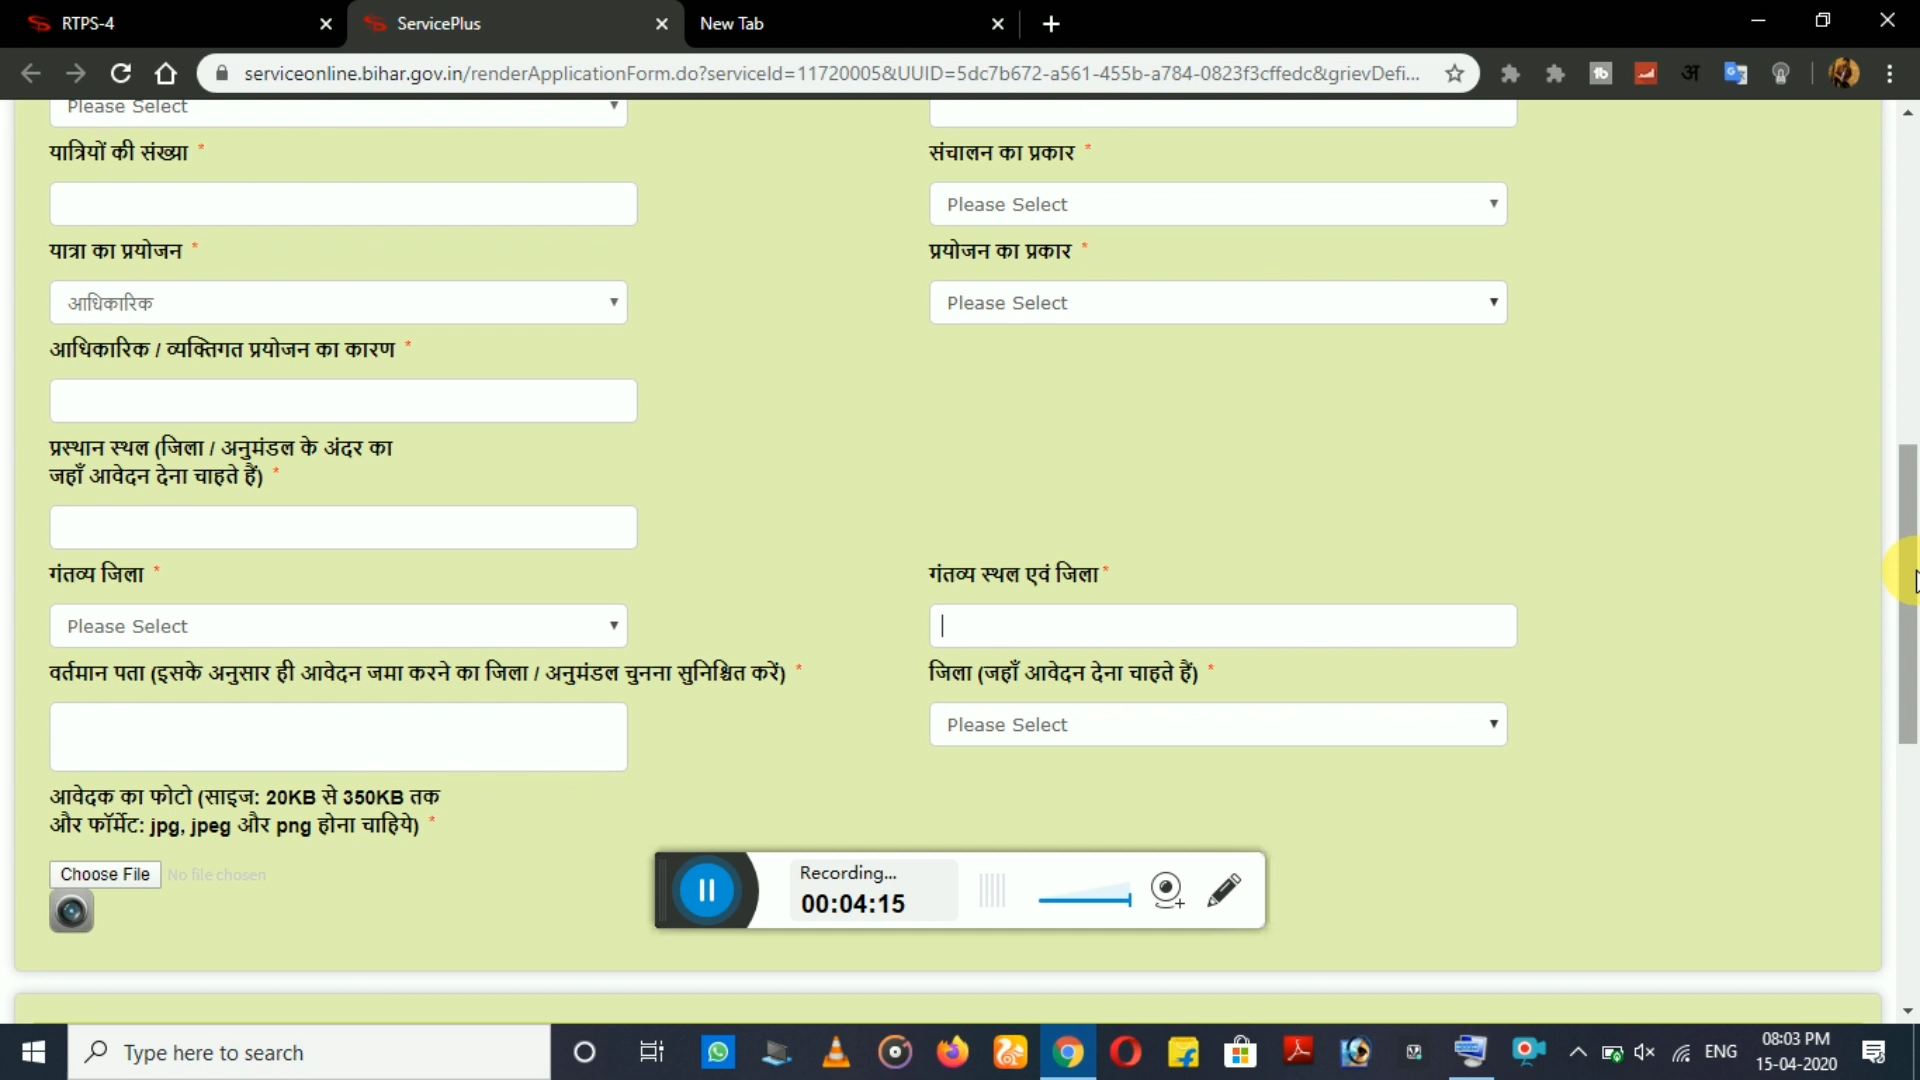 RTPS-4
ServicePlus
New Tab
serviceonline.bihar.gov.in/renderApplicationForm.do?serviceId=11720005&UUID=5dc7b672-a561-455b-a784-0823f3cffedc&grievDefi...
Please Select
यात्रियों की संख्या *
संचालन का प्रकार *
Please Select
यात्रा का प्रयोजन *
प्रयोजन का प्रकार *
आधिकारिक
Please Select
आधिकारिक / व्यक्तिगत प्रयोजन का कारण *
प्रस्थान स्थल (जिला / अनुमंडल के अंदर का
जहाँ आवेदन देना चाहते हैं) *
गंतव्य जिला *
गंतव्य स्थल एवं जिला *
Please Select
वर्तमान पता (इसके अनुसार ही आवेदन जमा करने का जिला / अनुमंडल चुनना सुनिश्चित करें) *
जिला (जहाँ आवेदन देना चाहते हैं) *
Please Select
आवेदक का फोटो (साइज: 20KB से 350KB तक
और फॉर्मेट: jpg, jpeg और png होना चाहिये) *
Choose File No file chosen
Recording...
00:04:15
Type here to search
ENG
08:03 PM
15-04-2020